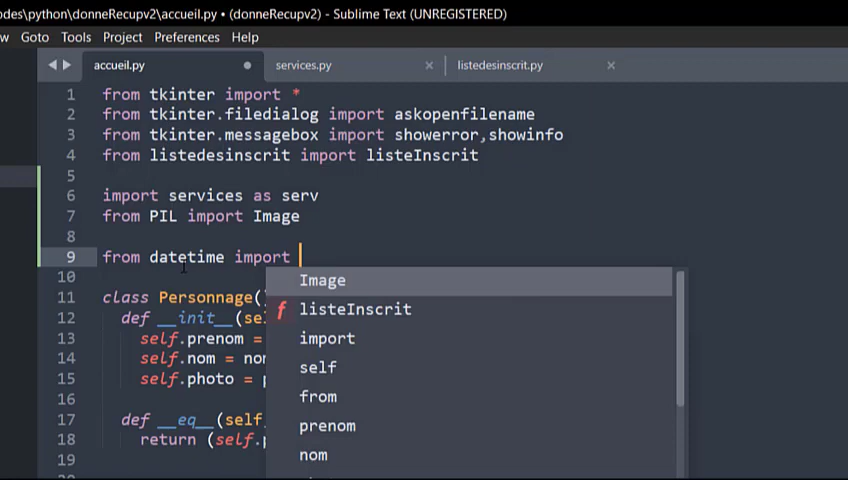 odes\python\donneRecupv2\accueil.py • (donneRecupv2) - Sublime Text (UNREGISTERED)
w Goto Tools Project Preferences Help
accueil.py services.py listedesinscrit.py
1 from tkinter import *
2 from tkinter.filedialog import askopenfilename
3 from tkinter.messagebox import showerror,showinfo
4 from listedesinscrit import listeInscrit
5
6 import services as serv
7 from PIL import Image
8
9 from datetime import
10
Image
11 class Personnage()
f listeInscrit
12 def __init__(se
13 self.prenom =
import
14 self.nom = no
self
15 self.photo = p
16
from
17 def __eq__(self
prenom
18 return (self.p
19
nom